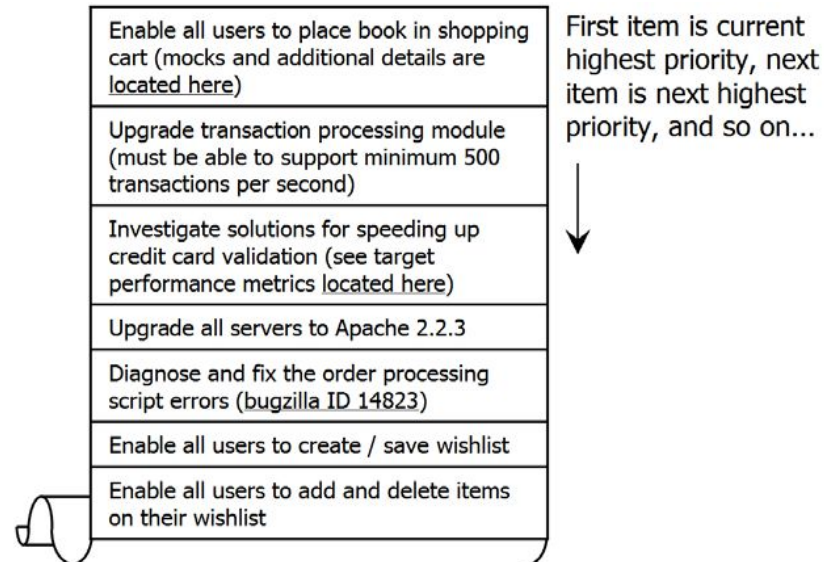 Enable all users to place book in shopping
cart (mocks and additional details are
located here)
Upgrade transaction processing module
(must be able to support minimum 500
transactions per second)
Investigate solutions for speeding up
credit card validation (see target
performance metrics located here)
Upgrade all servers to Apache 2.2.3
Diagnose and fix the order processing
script errors (bugzilla ID 14823)
Enable all users to create / save wishlist
Enable all users to add and delete items
on their wishlist
First item is current
highest priority, next
item is next highest
priority, and so on...